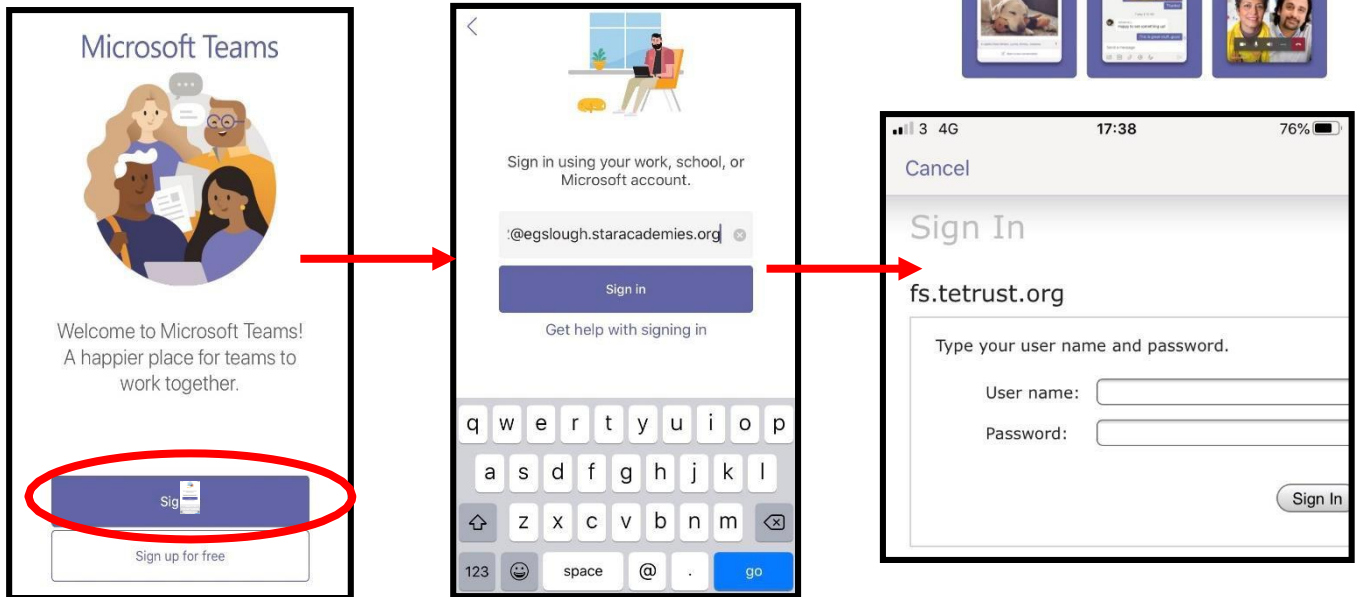 Microsoft Teams
Welcome to Microsoft Teams!
A happier place for teams to
work together.
Sig
Sign up for free
Sign in using your work, school, or
Microsoft account.
@egslough.staracademies.org
Sign in
Get help with signing in
q w e r t y u i o p
a s d f g h j k l
z x c v b n m
123 space @ . go
3 4G 17:38 76%
Cancel
Sign In
fs.tetrust.org
Type your user name and password.
User name:
Password:
Sign In